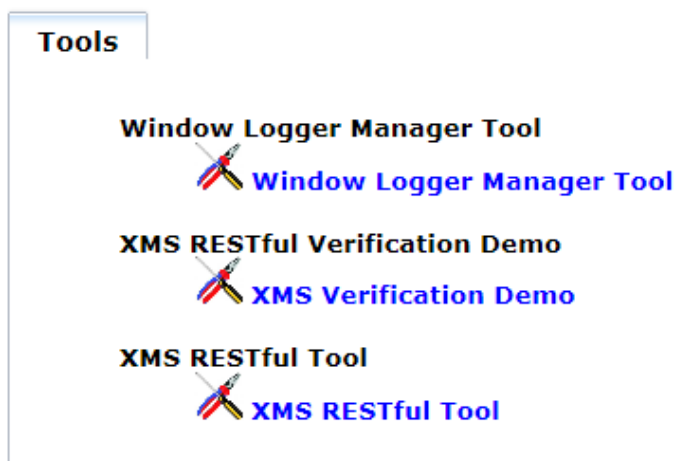 Tools
Window Logger Manager Tool
Window Logger Manager Tool
XMS RESTful Verification Demo
XMS Verification Demo
XMS RESTful Tool
XMS RESTful Tool